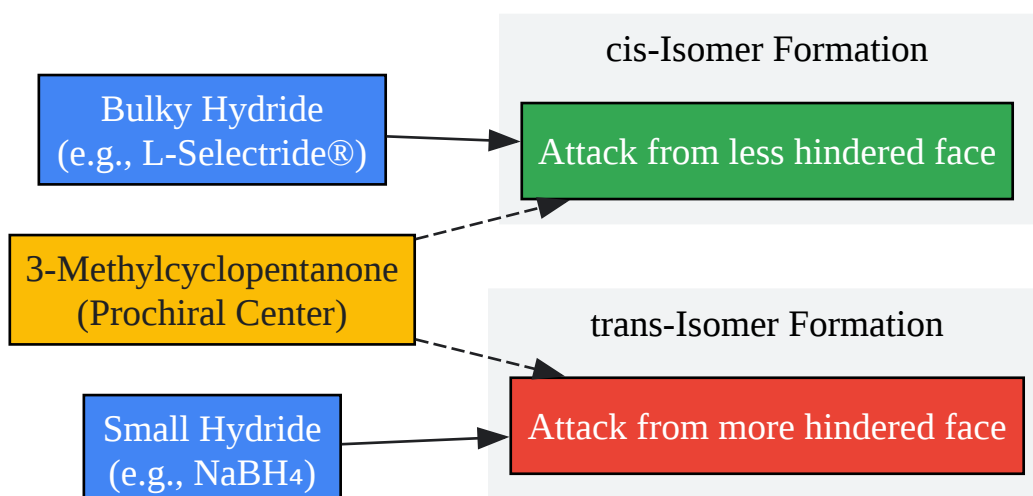 cis-Isomer Formation
Bulky Hydride
(e.g., L-Selectride®)
Attack from less hindered face
3-Methylcyclopentanone
(Prochiral Center)
trans-Isomer Formation
Attack from more hindered face
Small Hydride
(e.g., NaBH₄)